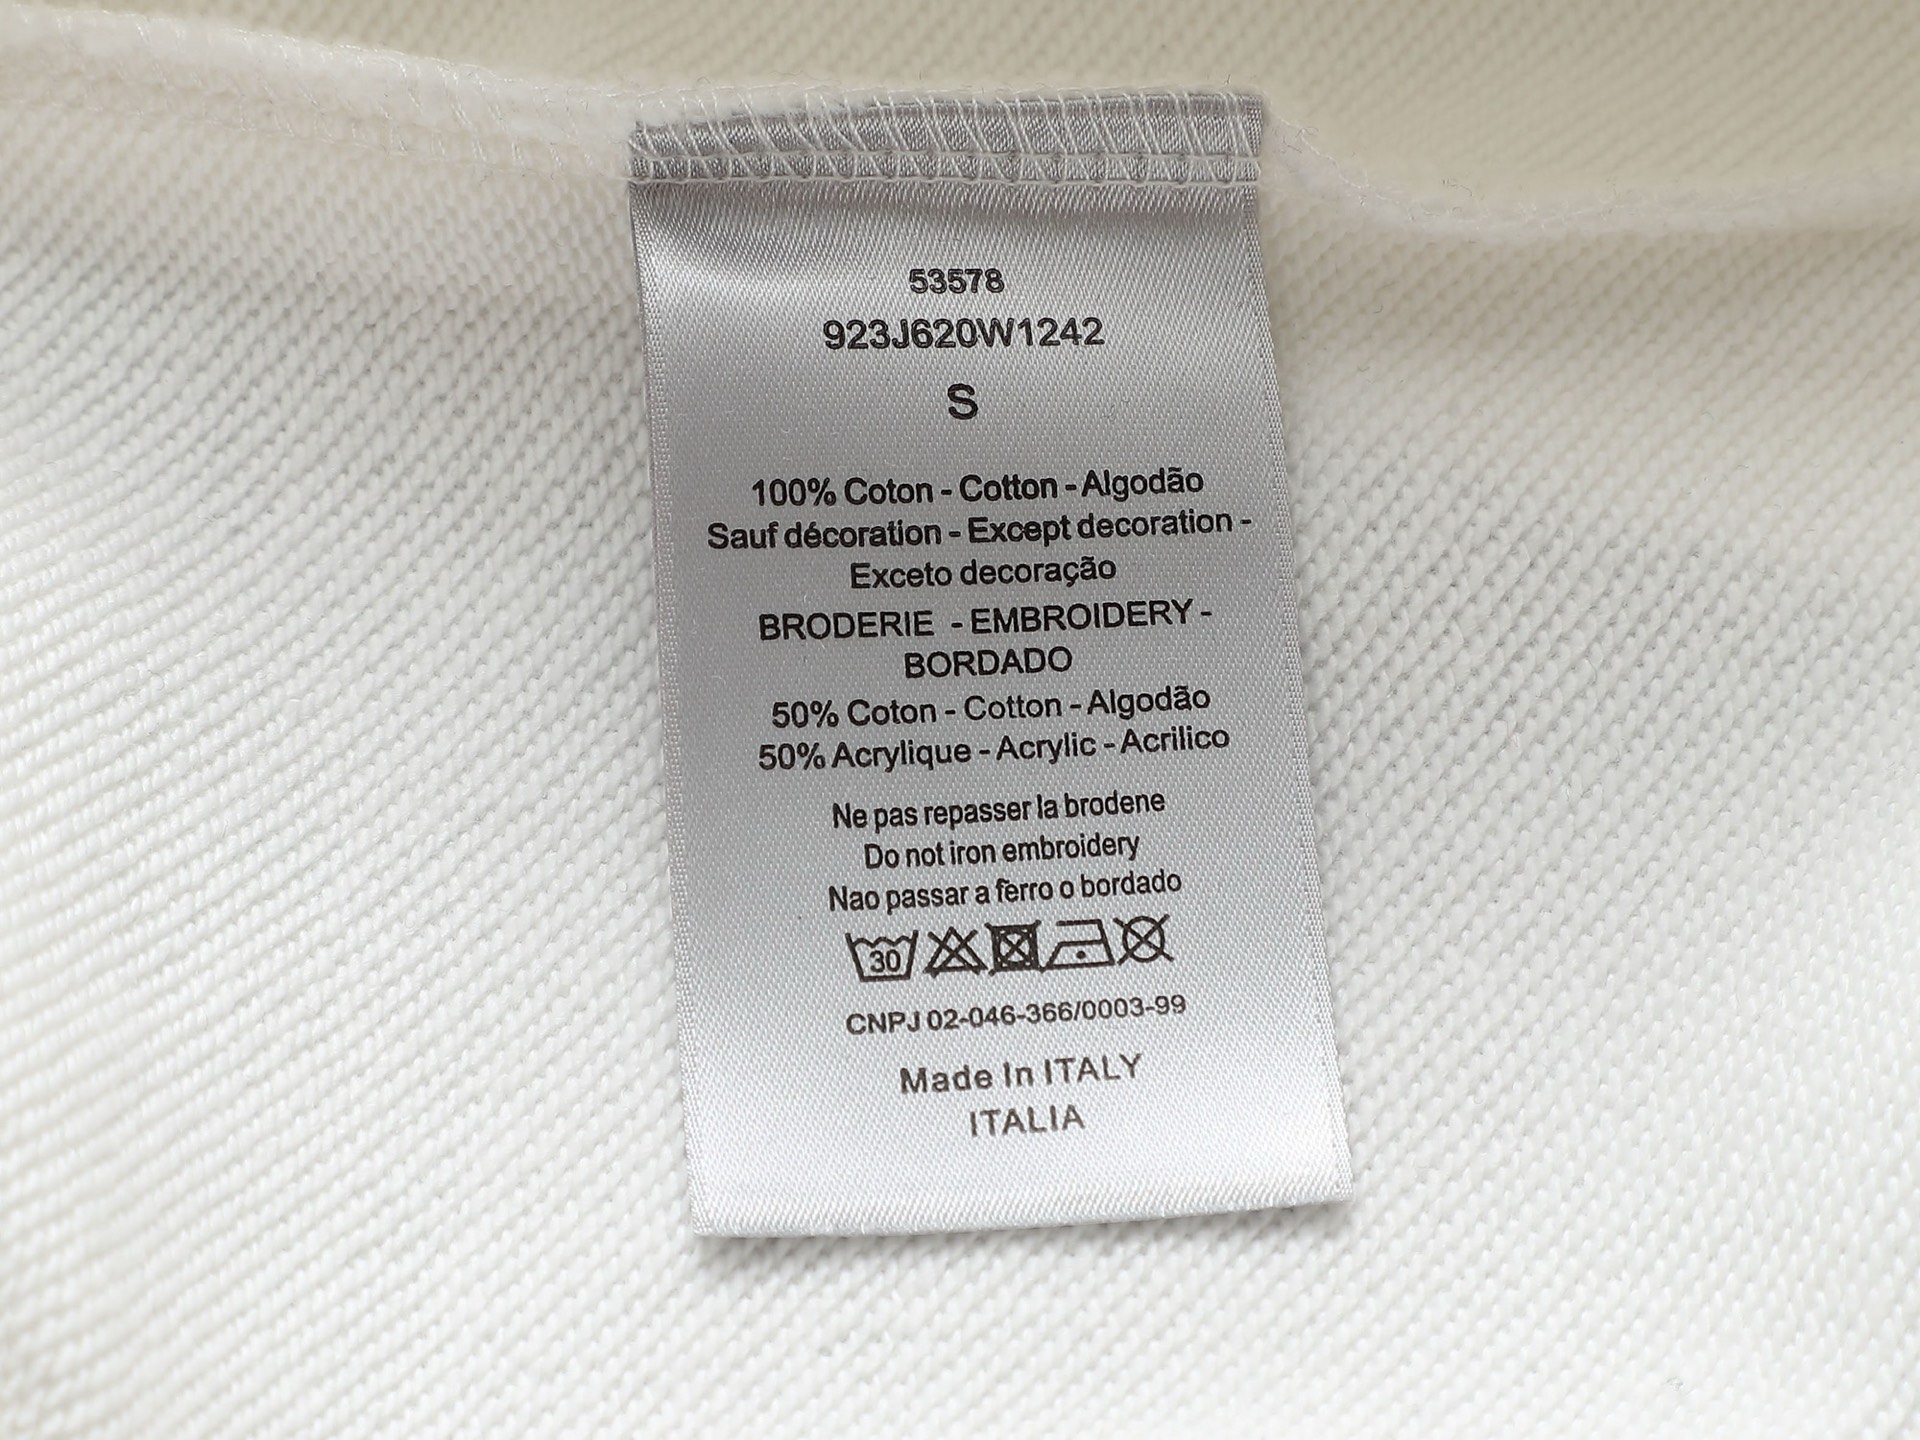 53578
923J620W1242
S
100% Coton - Cotton - Algodão
Sauf décoration - Except decoration -
Exceto decoração
BRODERIE - EMBROIDERY -
BORDADO
50% Coton - Cotton - Algodão
50% Acrylique - Acrylic - Acrilico
Ne pas repasser la brodene
Do not iron embroidery
Nao passar a ferro o bordado
30
CNPJ 02-046-366/0003-99
Made In ITALY
ITALIA